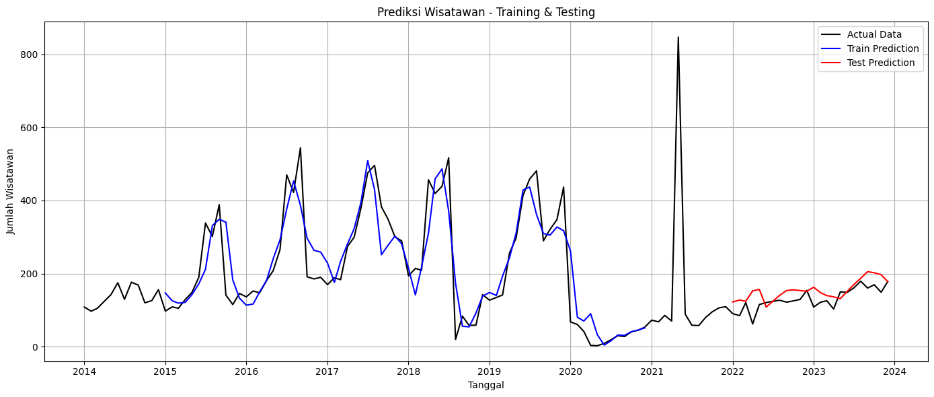 Prediksi Wisatawan - Training & Testing
Actual Data
Train Prediction
Test Prediction
Jumlah Wisatawan
800
600
400
200
0
2014 2015 2016 2017 2018 2019 2020 2021 2022 2023 2024
Tanggal